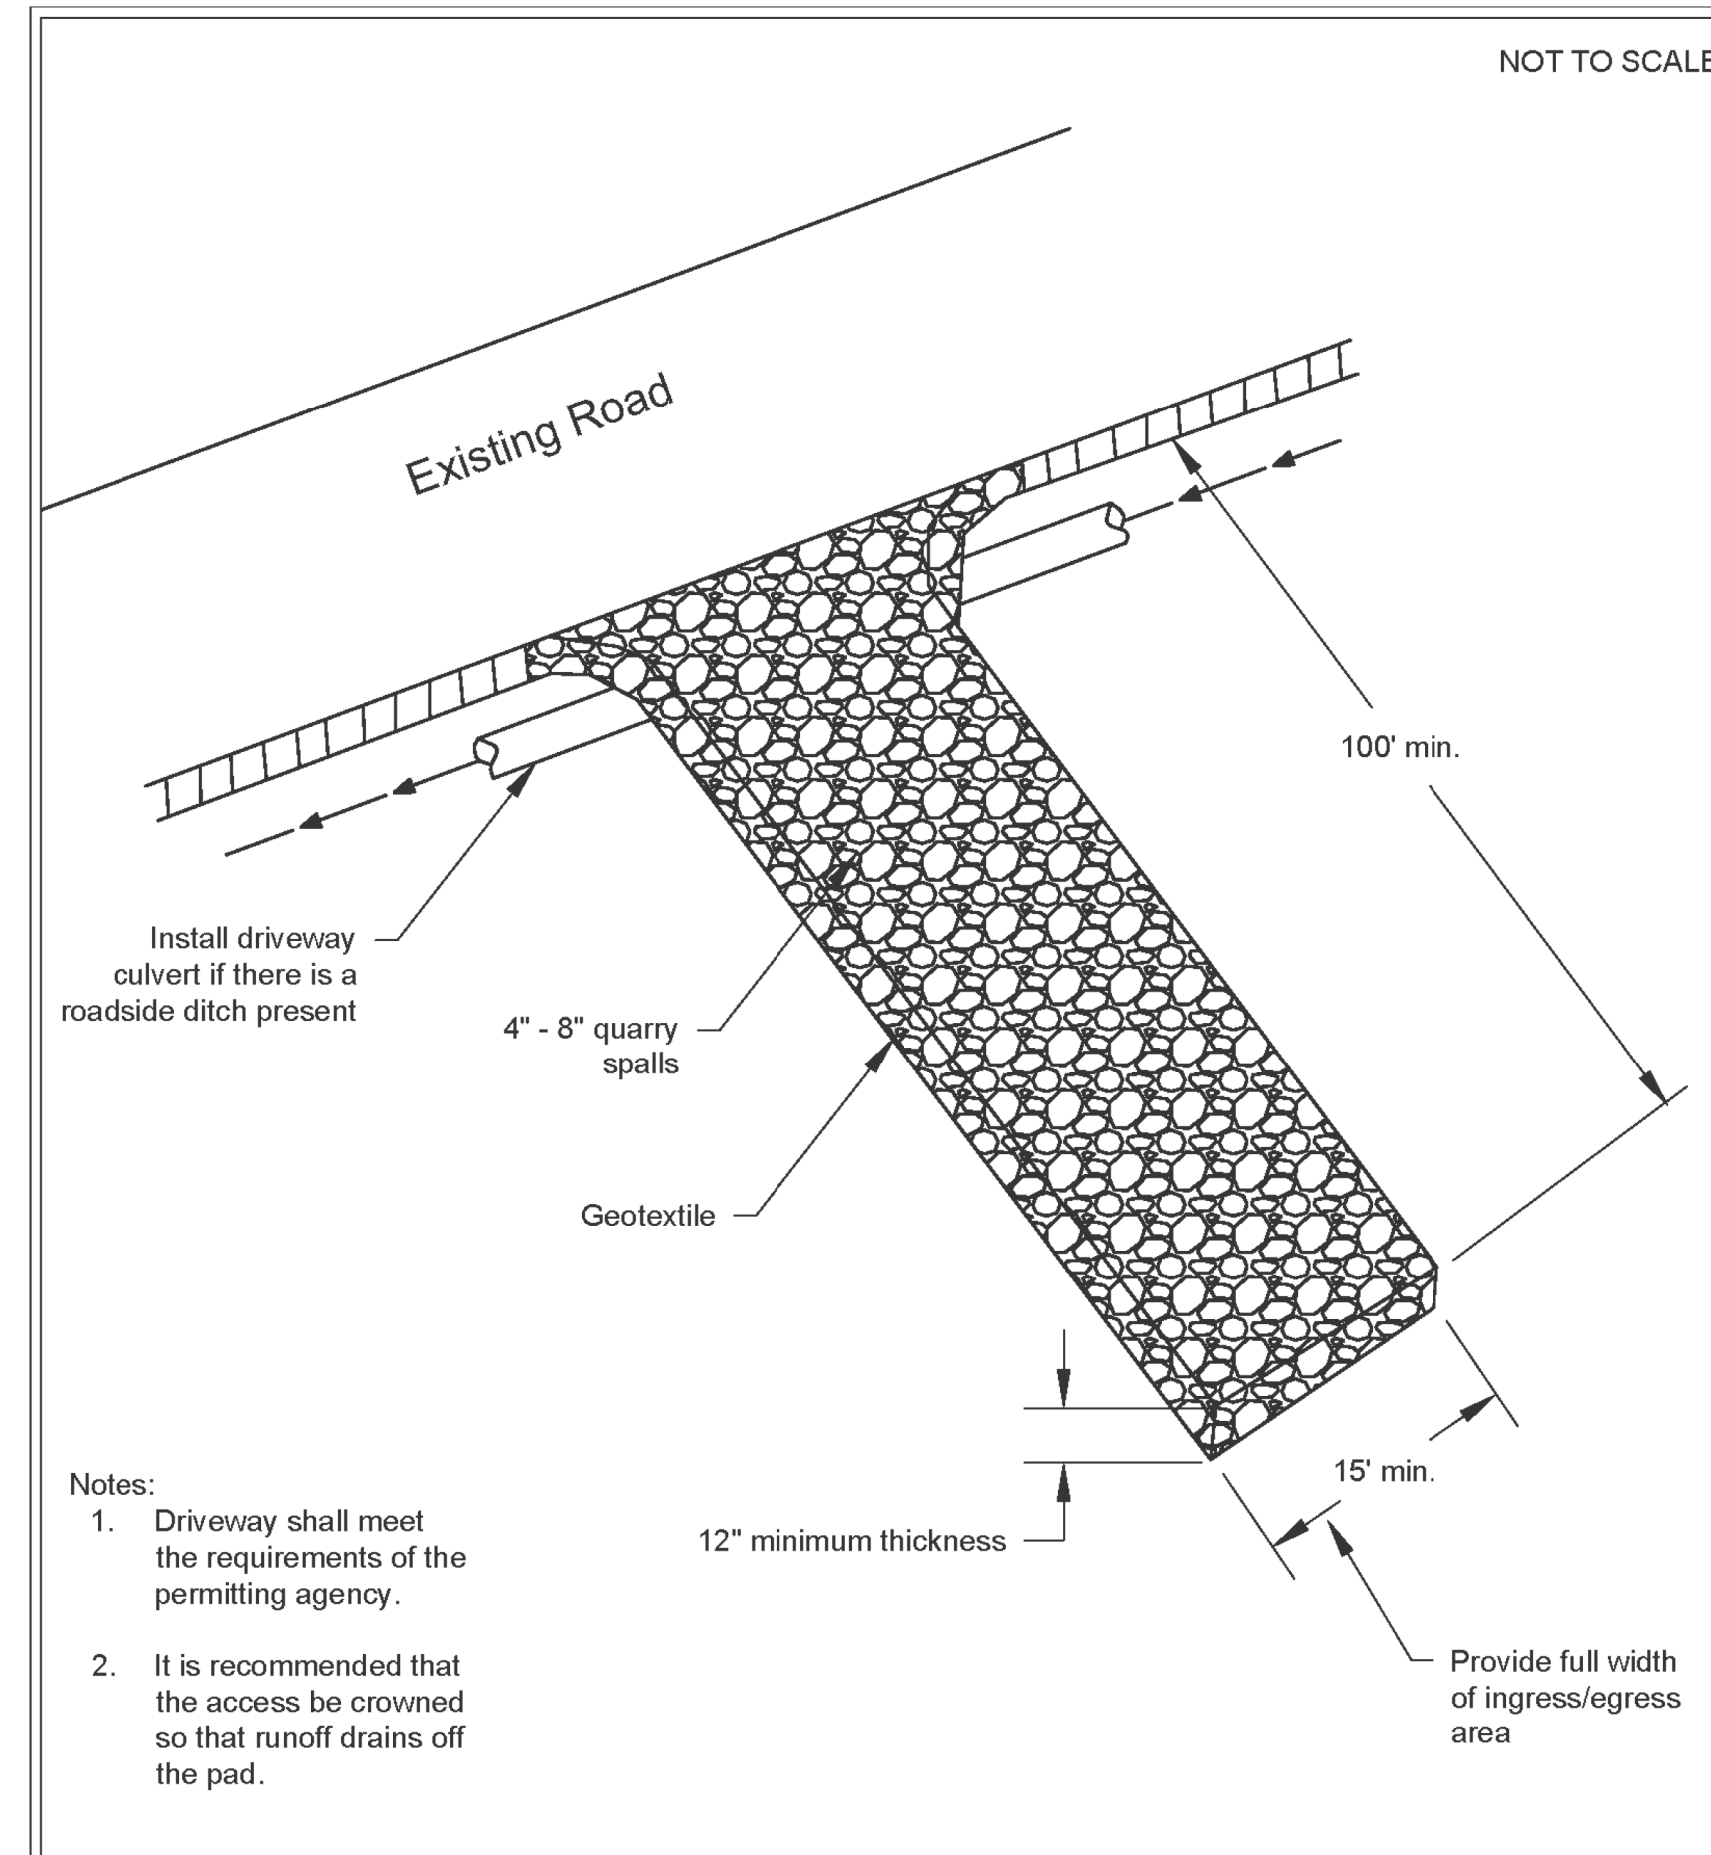 NOT TO SCALE
Existing Road
100' min.
Install driveway
culvert if there is a
roadside ditch present
4" - 8" quarry
spalls
Geotextile
15' min.
12" minimum thickness
Provide full width
of ingress/egress
area
Notes:
1. Driveway shall meet
the requirements of the
permitting agency.
2. It is recommended that
the access be crowned
so that runoff drains off
the pad.